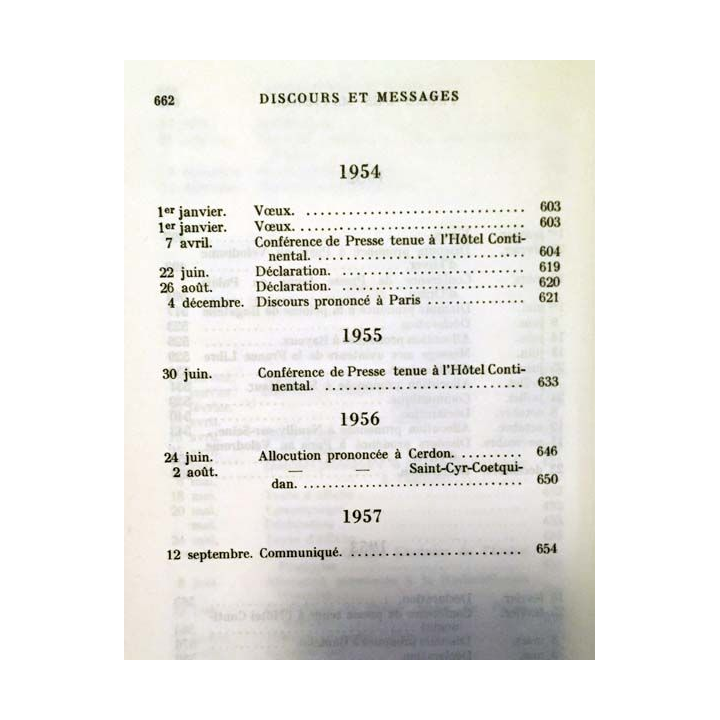 662 DISCOURS ET MESSAGES
1954
1er janvier. Vœux. .............................. 603
1er janvier. Vœux. .............................. 603
7 avril. Conférence de Presse tenue à l'Hôtel Conti-
nental. ............................ 604
22 juin. Déclaration. ......................... 619
26 août. Déclaration. ......................... 620
4 décembre. Discours prononcé à Paris ............. 621
1955
30 juin. Conférence de Presse tenue à l'Hôtel Conti-
nental. ............................ 633
1956
24 juin. Allocution prononcée à Cerdon. ......... 646
2 août. — — Saint-Cyr-Coetqui-
dan. .............................. 650
1957
12 septembre. Communiqué. ........................ 654